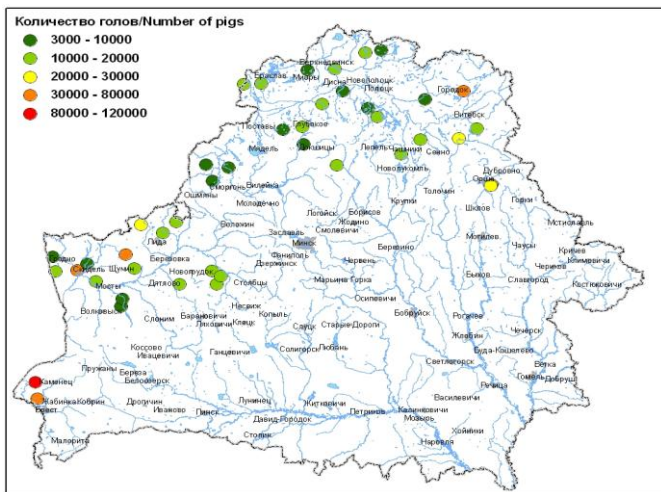 Количество голов/Number of pigs
3000 - 10000
10000 - 20000
20000 - 30000
30000 - 80000
80000 - 120000
Верхнедвинск
Миоры
Браслав
Дисна
Новополоцк
Полоцк
Городок
Витебск
Поставы
Глубокое
Мядель
Лепель
Чашники
Сенно
Новолукомль
Дубровно
Орша
Сморгонь
Ошмяны
Вилейка
Молодечно
Толочин
Крупки
Горки
Шклов
Логойск
Борисов
Жодино
Смолевичи
Мстиславль
Могилев
Чаусы
Лида
Воложин
Заславль
Минск
Березино
Кричев
Климовичи
Чериков
Костюковичи
Славгород
Березовка
Фаниполь
Дзержинск
Червень
Быхов
Скидель
Щучин
Новогрудок
Столбцы
Марьина Горка
Мосты
Дятлово
Осиповичи
Несвиж
Волковыс
Слоним
Барановичи
Ляховичи
Клецк
Копыль
Слуцк
Старые Дороги
Бобруйск
Рогачев
Жлобин
Чечерск
Коссово
Ивацевичи
Ганцевичи
Солигорск
Любань
Буда-Кошелево
Светлогорск
Ветка
Гомель
Добруш
Речица
Пружаны
Каменец
Береза
Белоозерск
Жабинка
Кобрин
Брест
Дрогичин
Иваново
Пинск
Лунинец
Житковичи
Василевичи
Петриков
Калинковичи
Мозырь
Давид-Городок
Хойники
Малорита
Столин
Наровля